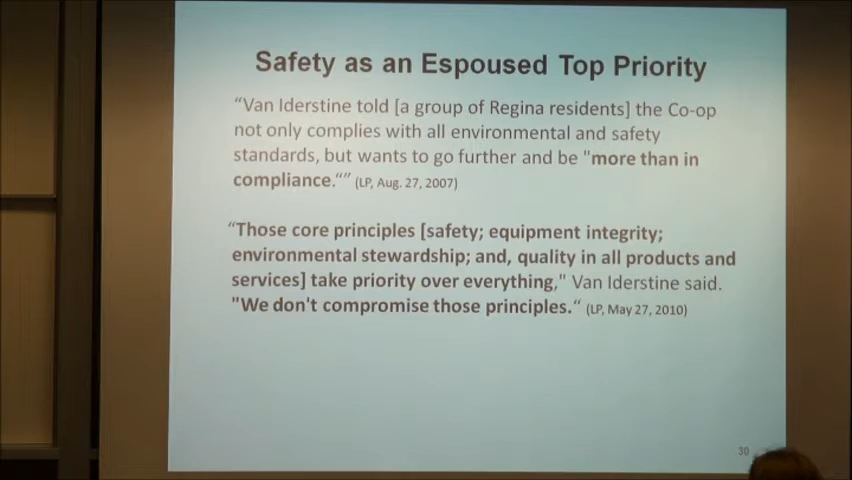 Safety as an Espoused Top Priority
“Van Iderstine told [a group of Regina residents] the Co-op
not only complies with all environmental and safety
standards, but wants to go further and be "more than in
compliance.““ (LP, Aug. 27, 2007)
“Those core principles [safety; equipment integrity;
environmental stewardship; and, quality in all products and
services] take priority over everything," Van Iderstine said.
"We don't compromise those principles.“ (LP, May 27, 2010)
30